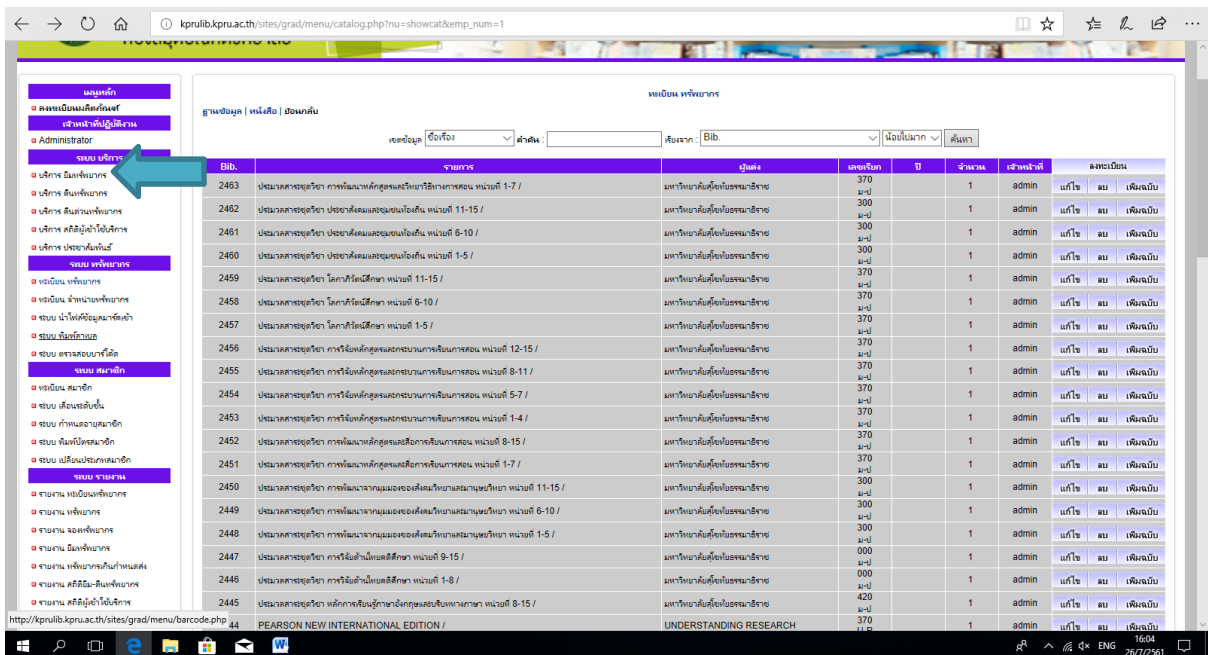 kprulib.kpru.ac.th/sites/grad/menu/catalog.php?nu=showcat&emp_num=1
เมนูหลัก
ลงทะเบียนผลิตภัณฑ์
เจ้าหน้าที่ปฏิบัติงาน
Administrator
ระบบ บริการ
บริการ ยืมทรัพยากร
บริการ คืนทรัพยากร
บริการ คืนด่วนทรัพยากร
บริการ สถิติผู้เข้าใช้บริการ
บริการ ประชาสัมพันธ์
ระบบ ทรัพยากร
ทะเบียน ทรัพยากร
ทะเบียน จำหน่ายทรัพยากร
ระบบ นำไฟล์ข้อมูลมาร์คเข้า
ระบบ พิมพ์ลาเบล
ระบบ ตรวจสอบบาร์โค้ด
ระบบ สมาชิก
ทะเบียน สมาชิก
ระบบ เลื่อนระดับชั้น
ระบบ กำหนดอายุสมาชิก
ระบบ พิมพ์บัตรสมาชิก
ระบบ เปลี่ยนประเภทสมาชิก
ระบบ รายงาน
รายงาน ทะเบียนทรัพยากร
รายงาน ทรัพยากร
รายงาน จองทรัพยากร
รายงาน ยืมทรัพยากร
รายงาน ทรัพยากรเกินกำหนดส่ง
รายงาน สถิติยืม-คืนทรัพยากร
รายงาน สถิติผู้เข้าใช้บริการ
ทะเบียน ทรัพยากร
ฐานข้อมูล | หนังสือ | ย้อนกลับ
เขตข้อมูล ชื่อเรื่อง คำค้น : เรียงจาก : Bib. น้อยไปมาก ค้นหา
Bib. รายการ ผู้แต่ง เลขเรียก ปี จำนวน เจ้าหน้าที่ ลงทะเบียน
2463 ประมวลสาระชุดวิชา การพัฒนาหลักสูตรและวิทยาวิธีทางการสอน หน่วยที่ 1-7 / มหาวิทยาลัยสุโขทัยธรรมาธิราช 370 ม-ป 1 admin แก้ไข ลบ เพิ่มฉบับ
2462 ประมวลสาระชุดวิชา ประชาสังคมและชุมชนท้องถิ่น หน่วยที่ 11-15 / มหาวิทยาลัยสุโขทัยธรรมาธิราช 300 ม-ป 1 admin แก้ไข ลบ เพิ่มฉบับ
2461 ประมวลสาระชุดวิชา ประชาสังคมและชุมชนท้องถิ่น หน่วยที่ 6-10 / มหาวิทยาลัยสุโขทัยธรรมาธิราช 300 ม-ป 1 admin แก้ไข ลบ เพิ่มฉบับ
2460 ประมวลสาระชุดวิชา ประชาสังคมและชุมชนท้องถิ่น หน่วยที่ 1-5 / มหาวิทยาลัยสุโขทัยธรรมาธิราช 300 ม-ป 1 admin แก้ไข ลบ เพิ่มฉบับ
2459 ประมวลสาระชุดวิชา โลกาภิวัตน์ศึกษา หน่วยที่ 11-15 / มหาวิทยาลัยสุโขทัยธรรมาธิราช 370 ม-ป 1 admin แก้ไข ลบ เพิ่มฉบับ
2458 ประมวลสาระชุดวิชา โลกาภิวัตน์ศึกษา หน่วยที่ 6-10 / มหาวิทยาลัยสุโขทัยธรรมาธิราช 370 ม-ป 1 admin แก้ไข ลบ เพิ่มฉบับ
2457 ประมวลสาระชุดวิชา โลกาภิวัตน์ศึกษา หน่วยที่ 1-5 / มหาวิทยาลัยสุโขทัยธรรมาธิราช 370 ม-ป 1 admin แก้ไข ลบ เพิ่มฉบับ
2456 ประมวลสาระชุดวิชา การวิจัยหลักสูตรและกระบวนการเรียนการสอน หน่วยที่ 12-15 / มหาวิทยาลัยสุโขทัยธรรมาธิราช 370 ม-ป 1 admin แก้ไข ลบ เพิ่มฉบับ
2455 ประมวลสาระชุดวิชา การวิจัยหลักสูตรและกระบวนการเรียนการสอน หน่วยที่ 8-11 / มหาวิทยาลัยสุโขทัยธรรมาธิราช 370 ม-ป 1 admin แก้ไข ลบ เพิ่มฉบับ
2454 ประมวลสาระชุดวิชา การวิจัยหลักสูตรและกระบวนการเรียนการสอน หน่วยที่ 5-7 / มหาวิทยาลัยสุโขทัยธรรมาธิราช 370 ม-ป 1 admin แก้ไข ลบ เพิ่มฉบับ
2453 ประมวลสาระชุดวิชา การวิจัยหลักสูตรและกระบวนการเรียนการสอน หน่วยที่ 1-4 / มหาวิทยาลัยสุโขทัยธรรมาธิราช 370 ม-ป 1 admin แก้ไข ลบ เพิ่มฉบับ
2452 ประมวลสาระชุดวิชา การพัฒนาหลักสูตรและสื่อการเรียนการสอน หน่วยที่ 8-15 / มหาวิทยาลัยสุโขทัยธรรมาธิราช 370 ม-ป 1 admin แก้ไข ลบ เพิ่มฉบับ
2451 ประมวลสาระชุดวิชา การพัฒนาหลักสูตรและสื่อการเรียนการสอน หน่วยที่ 1-7 / มหาวิทยาลัยสุโขทัยธรรมาธิราช 370 ม-ป 1 admin แก้ไข ลบ เพิ่มฉบับ
2450 ประมวลสาระชุดวิชา การพัฒนาจากมุมมองของสังคมวิทยาและมานุษยวิทยา หน่วยที่ 11-15 / มหาวิทยาลัยสุโขทัยธรรมาธิราช 300 ม-ป 1 admin แก้ไข ลบ เพิ่มฉบับ
2449 ประมวลสาระชุดวิชา การพัฒนาจากมุมมองของสังคมวิทยาและมานุษยวิทยา หน่วยที่ 6-10 / มหาวิทยาลัยสุโขทัยธรรมาธิราช 300 ม-ป 1 admin แก้ไข ลบ เพิ่มฉบับ
2448 ประมวลสาระชุดวิชา การพัฒนาจากมุมมองของสังคมวิทยาและมานุษยวิทยา หน่วยที่ 1-5 / มหาวิทยาลัยสุโขทัยธรรมาธิราช 300 ม-ป 1 admin แก้ไข ลบ เพิ่มฉบับ
2447 ประมวลสาระชุดวิชา การวิจัยด้านไทยคดีศึกษา หน่วยที่ 9-15 / มหาวิทยาลัยสุโขทัยธรรมาธิราช 000 ม-ป 1 admin แก้ไข ลบ เพิ่มฉบับ
2446 ประมวลสาระชุดวิชา การวิจัยด้านไทยคดีศึกษา หน่วยที่ 1-8 / มหาวิทยาลัยสุโขทัยธรรมาธิราช 000 ม-ป 1 admin แก้ไข ลบ เพิ่มฉบับ
2445 ประมวลสาระชุดวิชา หลักการเรียนรู้ภาษาอังกฤษและบริบททางภาษา หน่วยที่ 8-15 / มหาวิทยาลัยสุโขทัยธรรมาธิราช 420 ม-ป 1 admin แก้ไข ลบ เพิ่มฉบับ
44 PEARSON NEW INTERNATIONAL EDITION / UNDERSTANDING RESEARCH 370 1 admin แก้ไข ลบ เพิ่มฉบับ
http://kprulib.kpru.ac.th/sites/grad/menu/barcode.php
ENG 16:04
26/7/2561